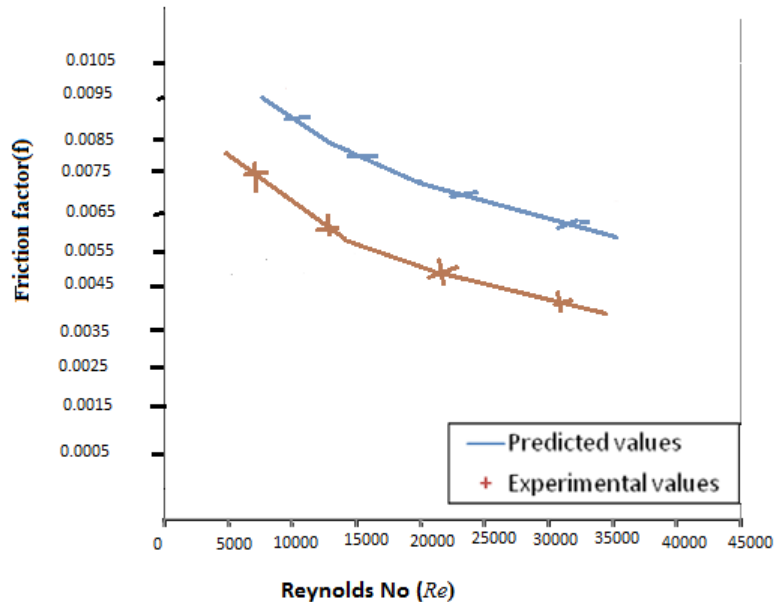 0.0105
0.0095
0.0085
0.0075
0.0065
0.0055
0.0045
0.0035
0.0025
0.0015
0.0005
Friction factor(f)
Predicted values
Experimental values
0 5000 10000 15000 20000 25000 30000 35000 40000 45000
Reynolds No (Re)